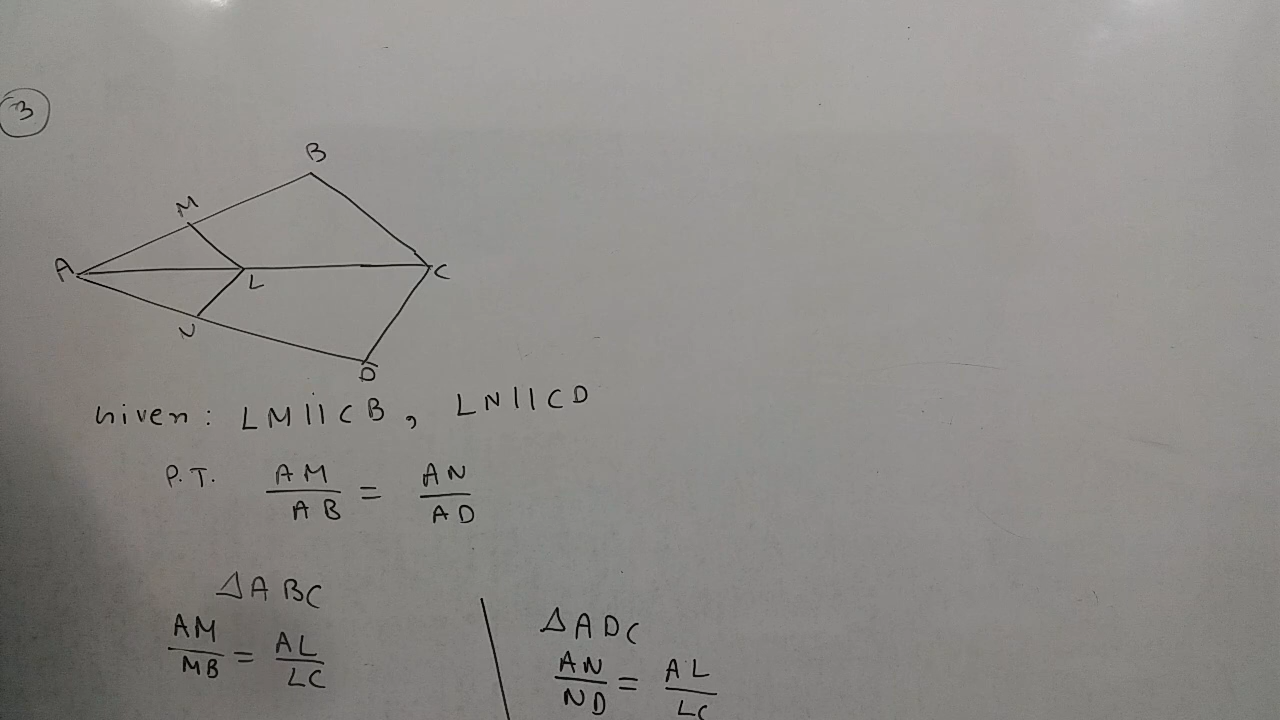 3
B
M
A
L
C
N
D
Given: LM||CB, LN||CD
P.T. AM/AB = AN/AD
ΔABC
AM/MB = AL/LC
ΔADC
AN/ND = AL/LC